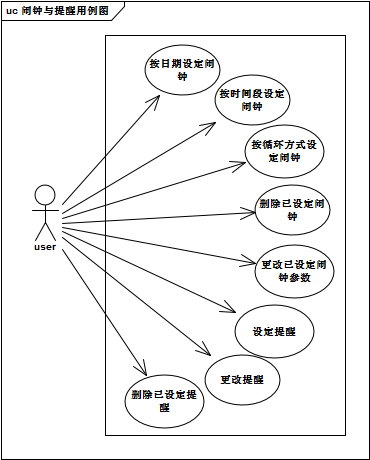 uc 闹钟与提醒用例图
按日期设定闹
钟
按时间段设定
闹钟
按循环方式设
定闹钟
删除已设定闹
钟
user
更改已设定闹
钟参数
设定提醒
更改提醒
删除已设定提
醒